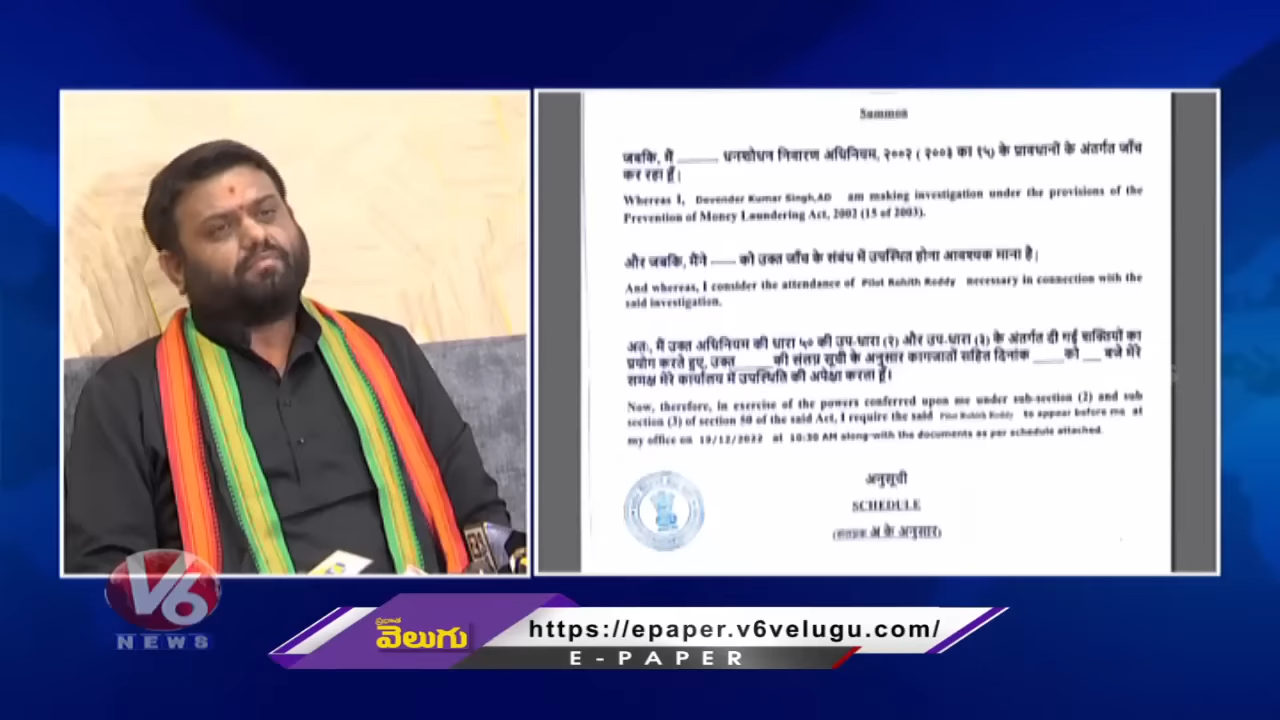 Summon
जबकि, मैं ______ धनशोधन निवारण अधिनियम, २००२ ( २००३ का १५) के प्रावधानों के अंतर्गत जाँच
कर रहा हूँ।
Whereas I, Devender Kumar Singh,AD am making investigation under the provisions of the
Prevention of Money Laundering Act, 2002 (15 of 2003).
और जबकि, मैंने ____ को उक्त जाँच के संबंध में उपस्थित होना आवश्यक माना है।
And whereas, I consider the attendance of Pilot Rohith Reddy necessary in connection with the
said investigation.
अतः, मैं उक्त अधिनियम की धारा ५० की उप-धारा (२) और उप-धारा (३) के अंतर्गत दी गई शक्तियों का
प्रयोग करते हुए, उक्त ______ की संलग्न सूची के अनुसार कागजातों सहित दिनांक _____ को ___ बजे मेरे
समक्ष मेरे कार्यालय में उपस्थिति की अपेक्षा करता हूँ।
Now, therefore, in exercise of the powers conferred upon me under sub-section (2) and sub
section (3) of section 50 of the said Act, I require the said Pilot Rohith Reddy to appear before me at
my office on 19/12/2022 at 10:30 AM along-with the documents as per schedule attached.
अनुसूची
SCHEDULE
(संलग्नक अ के अनुसार)
V6
NEWS
ప్రభాత
వెలుగు
https://epaper.v6velugu.com/
E-PAPER